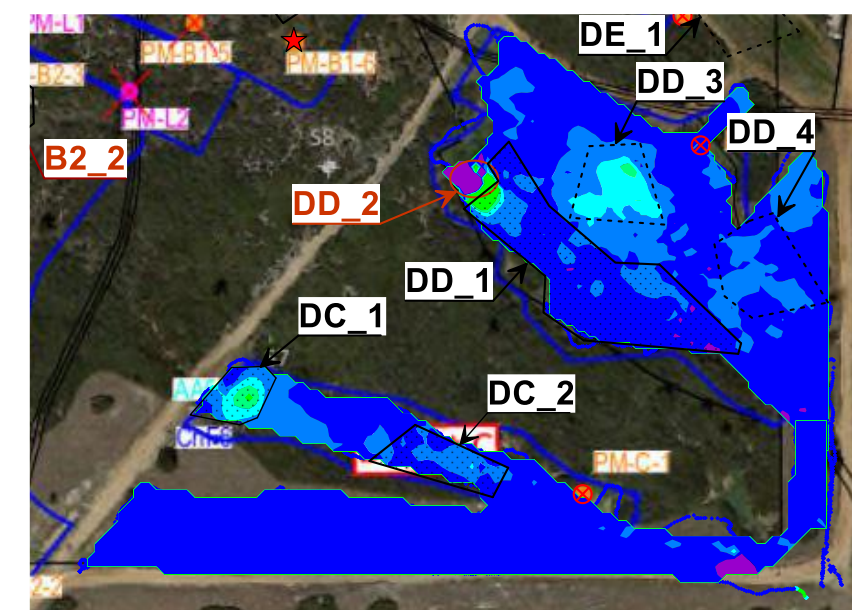 PM-L1
DE_1
PM-B1-5
PM-B1-6
-B2-3
DD_3
PM-L2
DD_4
S8
B2_2
DD_2
DD_1
DC_1
DC_2
PM-C-1